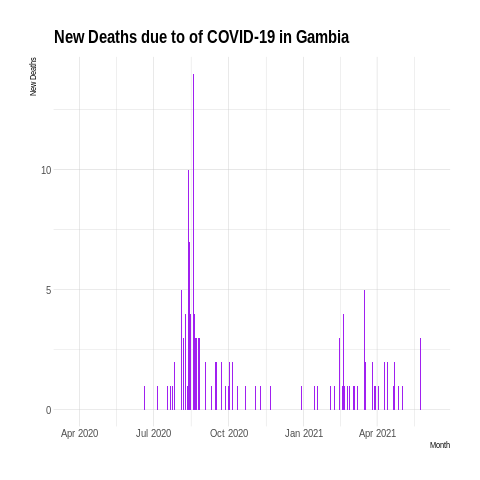 New Deaths due to of COVID-19 in Gambia
New Deaths
10
5
0
Apr 2020
Jul 2020
Oct 2020
Jan 2021
Apr 2021
Month